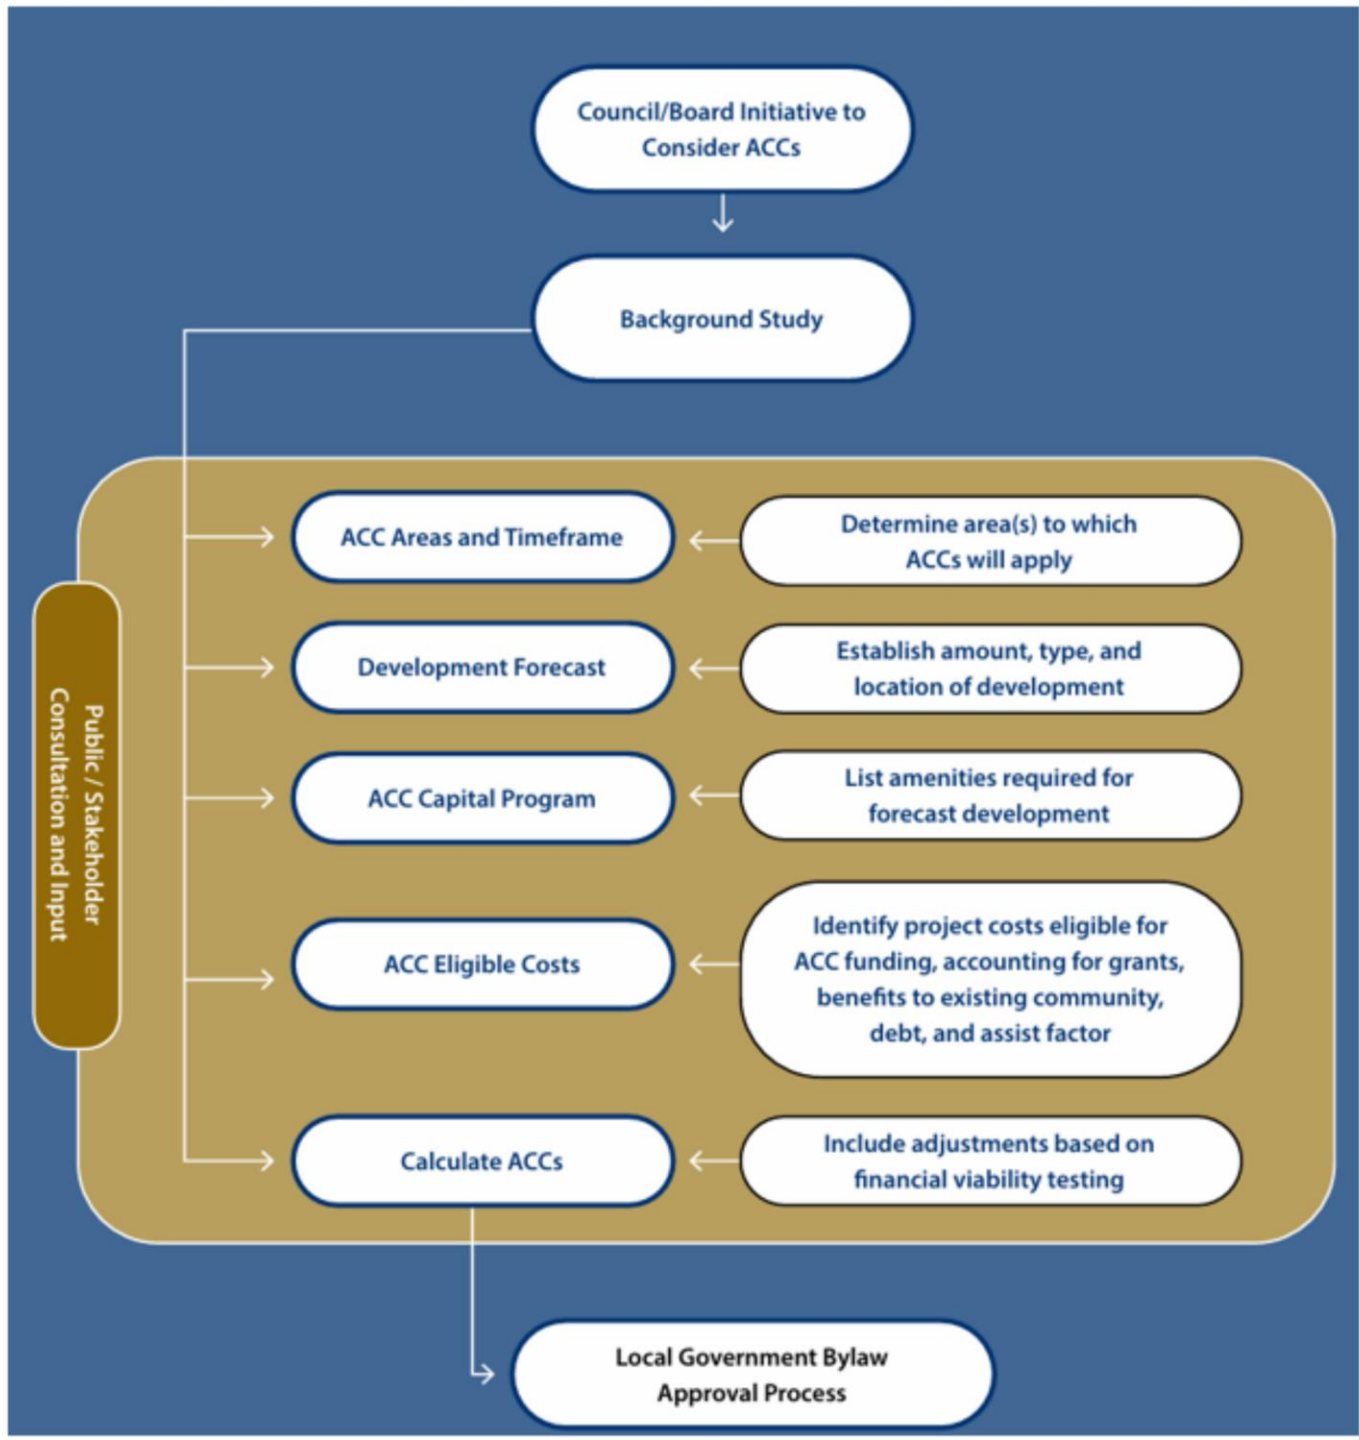 Council/Board Initiative to
Consider ACCs
Background Study
Public / Stakeholder
Consultation and Input
ACC Areas and Timeframe
Determine area(s) to which
ACCs will apply
Development Forecast
Establish amount, type, and
location of development
ACC Capital Program
List amenities required for
forecast development
ACC Eligible Costs
Identify project costs eligible for
ACC funding, accounting for grants,
benefits to existing community,
debt, and assist factor
Calculate ACCs
Include adjustments based on
financial viability testing
Local Government Bylaw
Approval Process